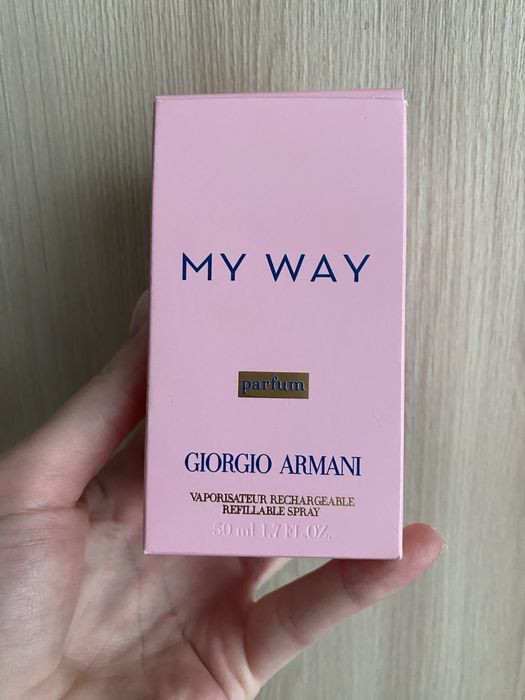 MY WAY
parfum
GIORGIO ARMANI
VAPORISATEUR RECHARGEABLE
REFILLABLE SPRAY
50 ml 1.7 FL.OZ.